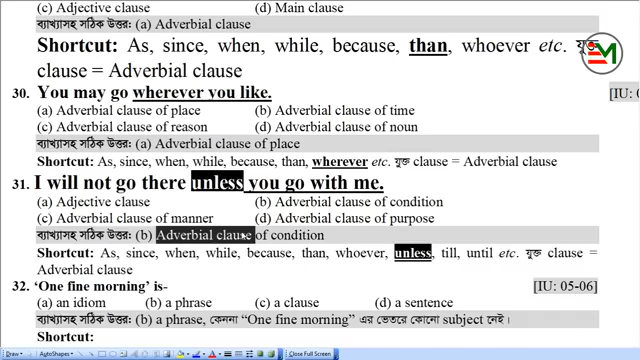 (c) Adjective clause (d) Main clause
ব্যাখ্যাসহ সঠিক উত্তর: (a) Adverbial clause
Shortcut: As, since, when, while, because, than, whoever etc. যুক্ত
clause = Adverbial clause
30. You may go wherever you like. [IU: 0
(a) Adverbial clause of place (b) Adverbial clause of time
(c) Adverbial clause of reason (d) Adverbial clause of noun
ব্যাখ্যাসহ সঠিক উত্তর: (a) Adverbial clause of place
Shortcut: As, since, when, while, because, than, wherever etc. যুক্ত clause = Adverbial clause
31. I will not go there unless you go with me.
(a) Adjective clause (b) Adverbial clause of condition
(c) Adverbial clause of manner (d) Adverbial clause of purpose
ব্যাখ্যাসহ সঠিক উত্তর: (b) Adverbial clause of condition
Shortcut: As, since, when, while, because, than, whoever, unless, till, until etc. যুক্ত clause =
Adverbial clause
32. ‘One fine morning’ is- [IU: 05-06]
(a) an idiom (b) a phrase (c) a clause (d) a sentence
ব্যাখ্যাসহ সঠিক উত্তর: (b) a phrase, কেননা “One fine morning” এর ভেতরে কোনো subject নেই।
Shortcut:
Draw AutoShapes Close Full Screen